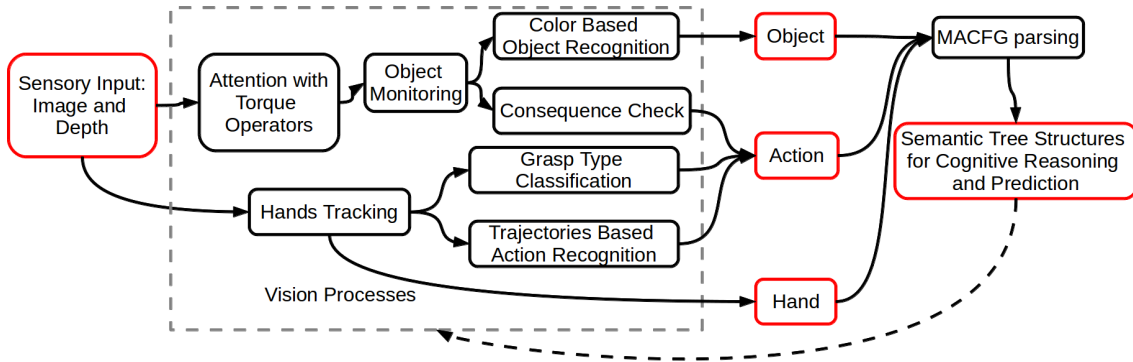 Sensory Input:
Image and
Depth
Attention with
Torque
Operators
Object
Monitoring
Color Based
Object Recognition
Consequence Check
Grasp Type
Classification
Hands Tracking
Trajectories Based
Action Recognition
Vision Processes
Object
Action
Hand
MACFG parsing
Semantic Tree Structures
for Cognitive Reasoning
and Prediction